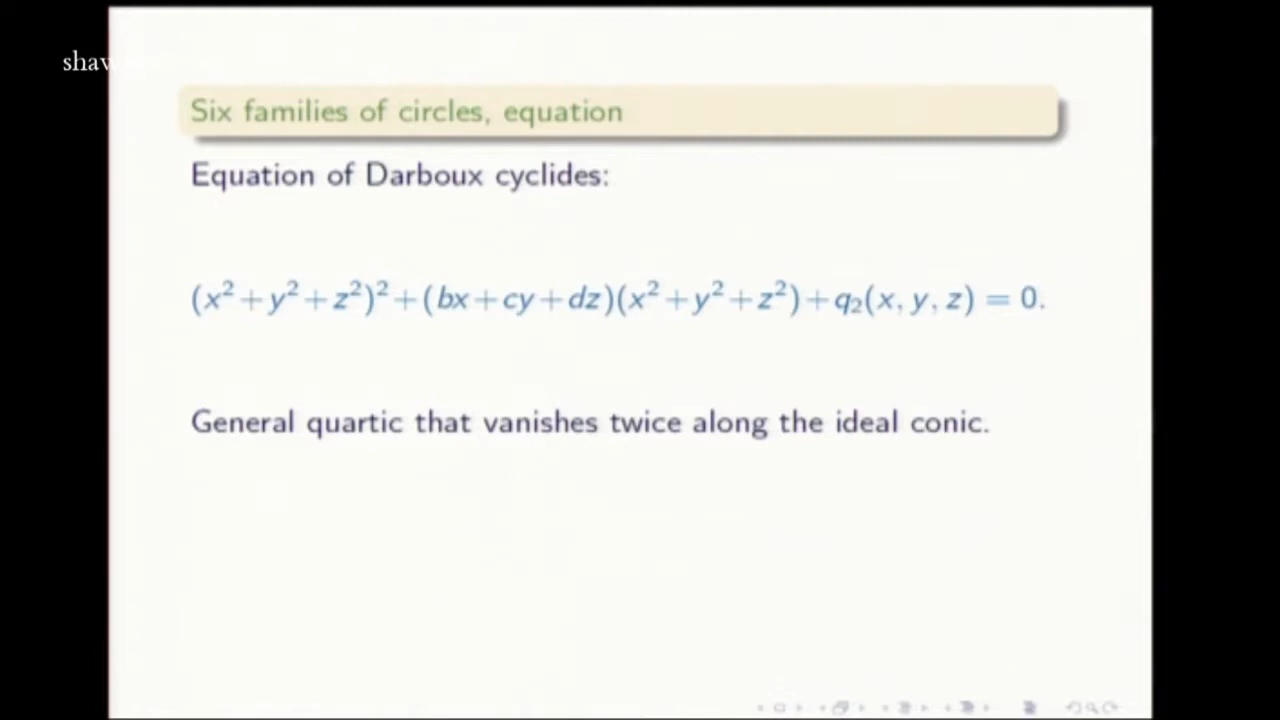 Six families of circles, equation
Equation of Darboux cyclides:
(x²+y²+z²)²+(bx+cy+dz)(x²+y²+z²)+q₂(x, y, z) = 0.
General quartic that vanishes twice along the ideal conic.